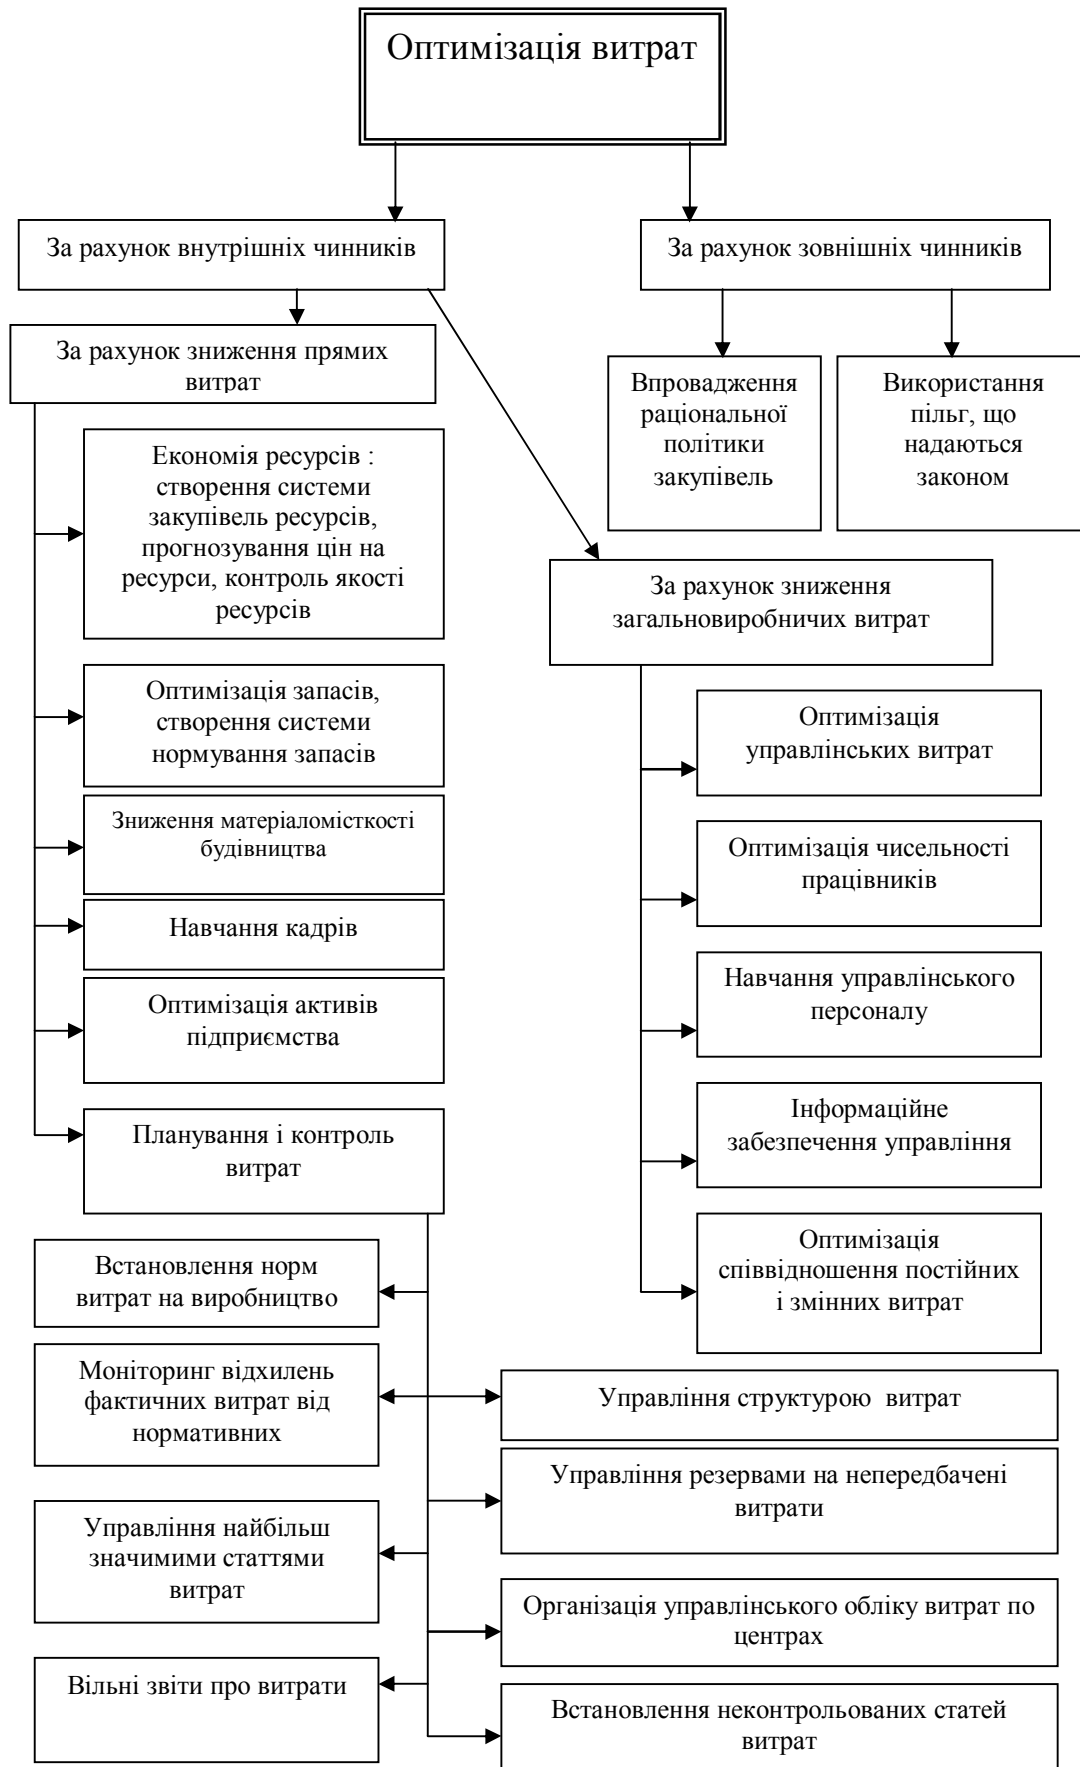 Оптимізація витрат
За рахунок внутрішніх чинників
За рахунок зовнішніх чинників
За рахунок зниження прямих
витрат
Впровадження
раціональної
політики
закупівель
Використання
пільг, що
надаються
законом
Економія ресурсів :
створення системи
закупівель ресурсів,
прогнозування цін на
ресурси, контроль якості
ресурсів
За рахунок зниження
загальновиробничих витрат
Оптимізація запасів,
створення системи
нормування запасів
Зниження матеріаломісткості
будівництва
Навчання кадрів
Оптимізація активів
підприємства
Планування і контроль
витрат
Оптимізація
управлінських витрат
Оптимізація чисельності
працівників
Навчання управлінського
персоналу
Інформаційне
забезпечення управління
Оптимізація
співвідношення постійних
і змінних витрат
Встановлення норм
витрат на виробництво
Моніторинг відхилень
фактичних витрат від
нормативних
Управління найбільш
значимими статтями
витрат
Вільні звіти про витрати
Управління структурою  витрат
Управління резервами на непередбачені
витрати
Організація управлінського обліку витрат по
центрах
Встановлення неконтрольованих статей
витрат